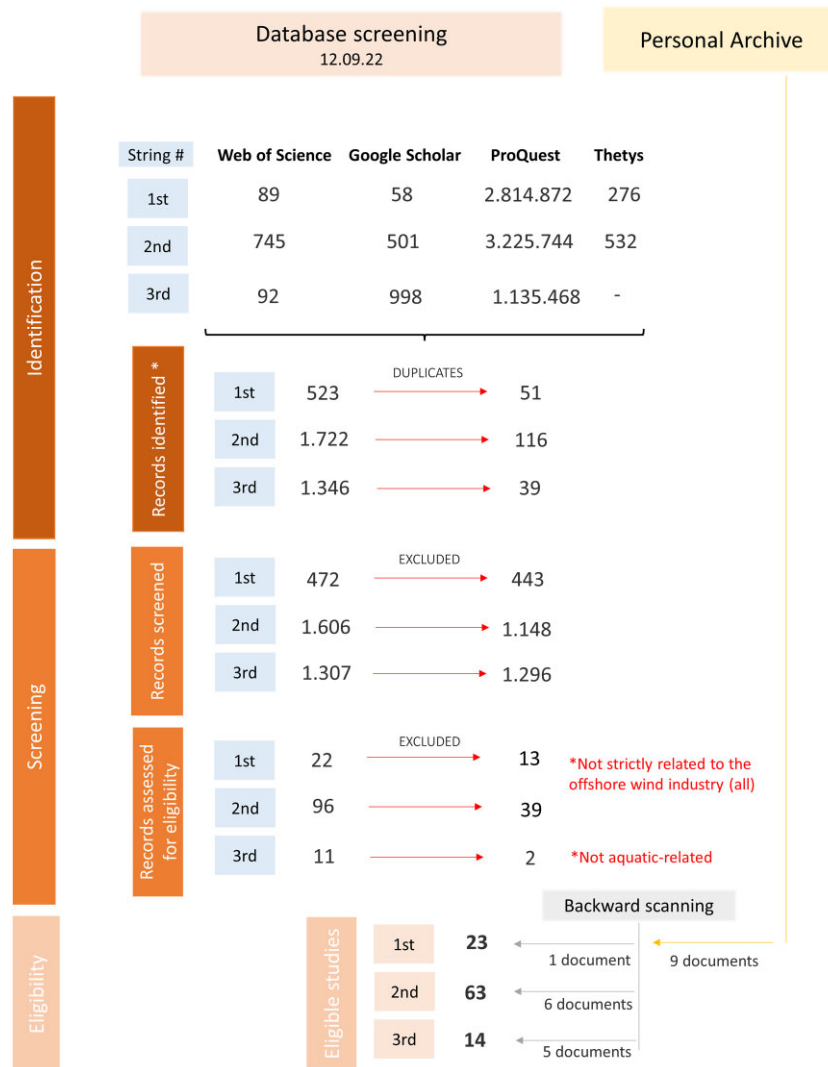 Database screening
12.09.22
Personal Archive
Identification
String # Web of Science Google Scholar ProQuest Thetys
1st 89 58 2.814.872 276
2nd 745 501 3.225.744 532
3rd 92 998 1.135.468 -
Records identified *
DUPLICATES
1st 523 51
2nd 1.722 116
3rd 1.346 39
Screening
Records screened
EXCLUDED
1st 472 443
2nd 1.606 1.148
3rd 1.307 1.296
Records assessed
for eligibility
EXCLUDED
1st 22 13
*Not strictly related to the
offshore wind industry (all)
2nd 96 39
3rd 11 2 *Not aquatic-related
Eligibility
Eligible studies
Backward scanning
1st 23
1 document 9 documents
2nd 63
6 documents
3rd 14
5 documents